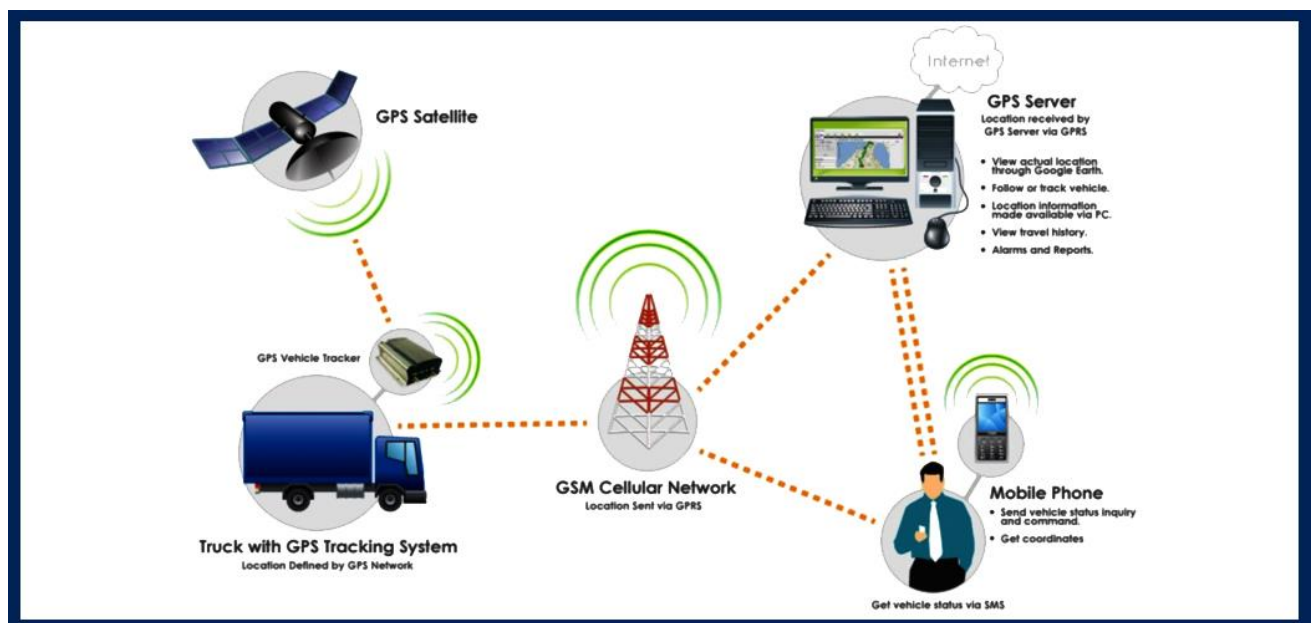 GPS Satellite
Internet
GPS Server
Location received by
GPS Server via GPRS
• View actual location
through Google Earth.
• Follow or track vehicle.
• Location information
made available via PC.
• View travel history.
• Alarms and Reports.
GPS Vehicle Tracker
GSM Cellular Network
Location Sent via GPRS
Truck with GPS Tracking System
Location Defined by GPS Network
Mobile Phone
• Send vehicle status inquiry
and command.
• Get coordinates
Get vehicle status via SMS